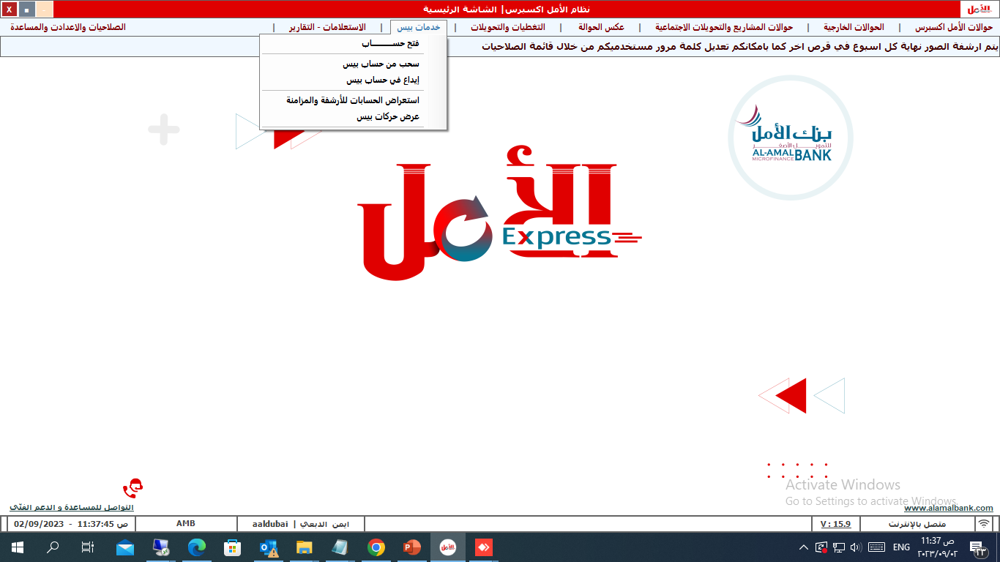 نظام الأمل اكسبرس| الشاشة الرئيسية
X
الأمل
حوالات الأمل اكسبرس | الحوالات الخارجية | حوالات المشاريع والتحويلات الاجتماعية | عكس الحوالة | التغطيات والتحويلات | خدمات بيس | الاستعلامات - التقارير | الصلاحيات والاعدادت والمساعدة
يتم ارشفة الصور نهاية كل اسبوع في قرص اخر كما بامكانكم تعديل كلمة مرور مستخدميكم من خلال قائمة الصلاحيات
فتح حســـــــاب
سحب من حساب بيس
إيداع في حساب بيس
استعراض الحسابات للأرشفة والمزامنة
عرض حركات بيس
بنك الأمل
للتمويل الأصغر
AL-AMAL BANK
MICROFINANCE
الأمل
Express
Activate Windows
Go to Settings to activate Windows.
www.alamalbank.com
التواصل للمساعدة و الدعم الفني
02/09/2023 - 11:37:45 ص
AMB
ايمن الدبعي | aaldubai
V : 15.9
متصل بالإنترنت
الأمل
ENG
11:37 ص
٢٠٢٣/٠٩/٠٢
٢٣